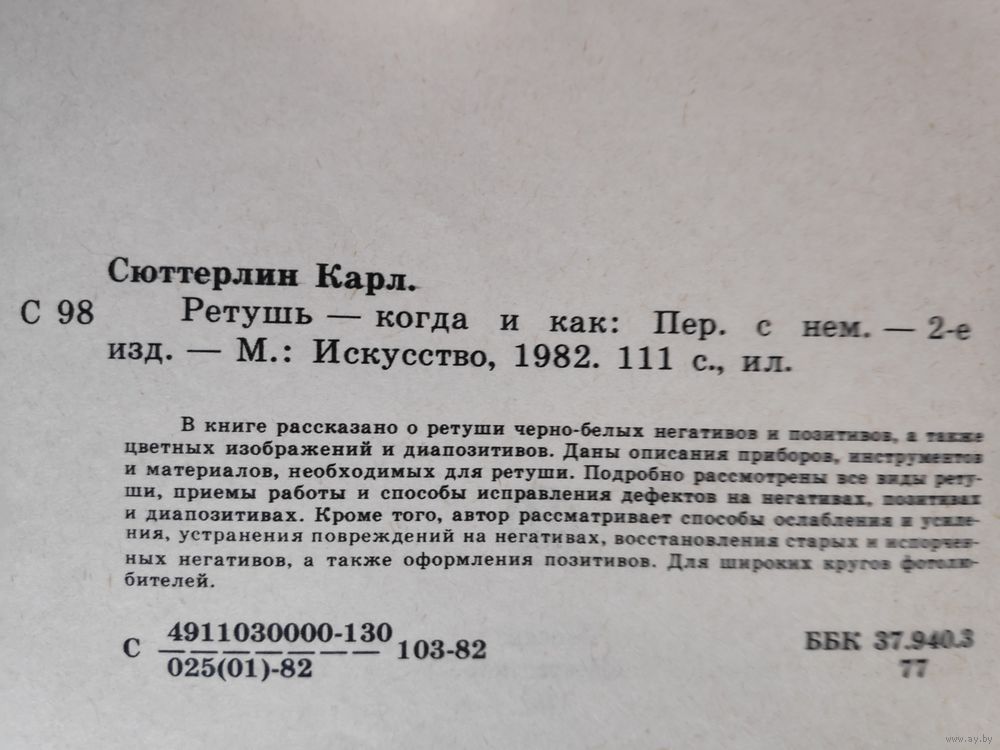 Сюттерлин Карл.
С 98 Ретушь — когда и как: Пер. с нем. — 2-е
изд. — М.: Искусство, 1982. 111 с., ил.
В книге рассказано о ретуши черно-белых негативов и позитивов, а также
цветных изображений и диапозитивов. Даны описания приборов, инструментов
и материалов, необходимых для ретуши. Подробно рассмотрены все виды рету-
ши, приемы работы и способы исправления дефектов на негативах, позитивах
и диапозитивах. Кроме того, автор рассматривает способы ослабления и усиле-
ния, устранения повреждений на негативах, восстановления старых и испорчен-
ных негативов, а также оформления позитивов. Для широких кругов фотолю-
бителей.
С 4911030000-130 103-82
025(01)-82
ББК 37.940.3
77
www.ay.by